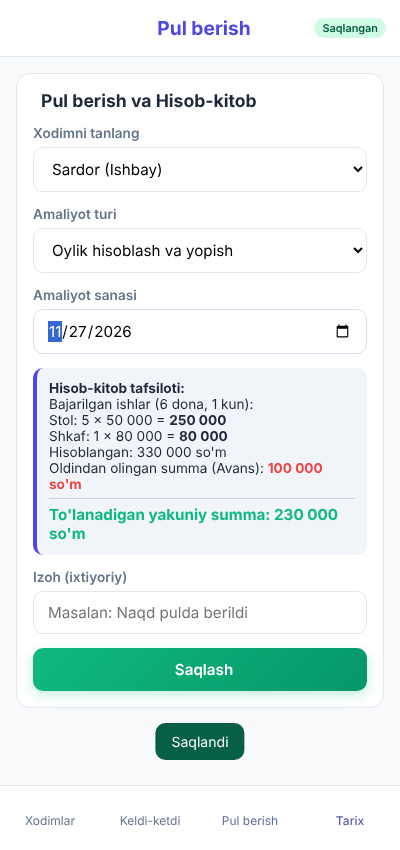 Pul berish
Saqlangan
Pul berish va Hisob-kitob
Xodimni tanlang
Sardor (Ishbay)
Amaliyot turi
Oylik hisoblash va yopish
Amaliyot sanasi
11/27/2026
Hisob-kitob tafsiloti:
Bajarilgan ishlar (6 dona, 1 kun):
Stol: 5 × 50 000 = 250 000
Shkaf: 1 × 80 000 = 80 000
Hisoblangan: 330 000 so'm
Oldindan olingan summa (Avans): 100 000
so'm
To'lanadigan yakuniy summa: 230 000
so'm
Izoh (ixtiyoriy)
Masalan: Naqd pulda berildi
Saqlash
Saqlandi
Xodimlar
Keldi-ketdi
Pul berish
Tarix